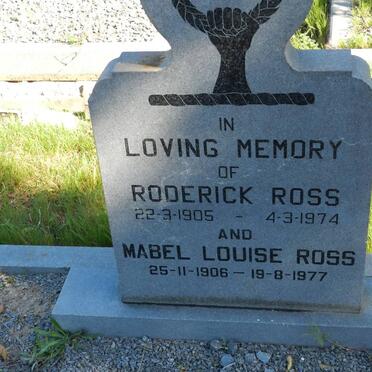 IN
LOVING MEMORY
OF
RODERICK ROSS
22-3-1905 - 4-3-1974
AND
MABEL LOUISE ROSS
25-11-1906 - 19-8-1977